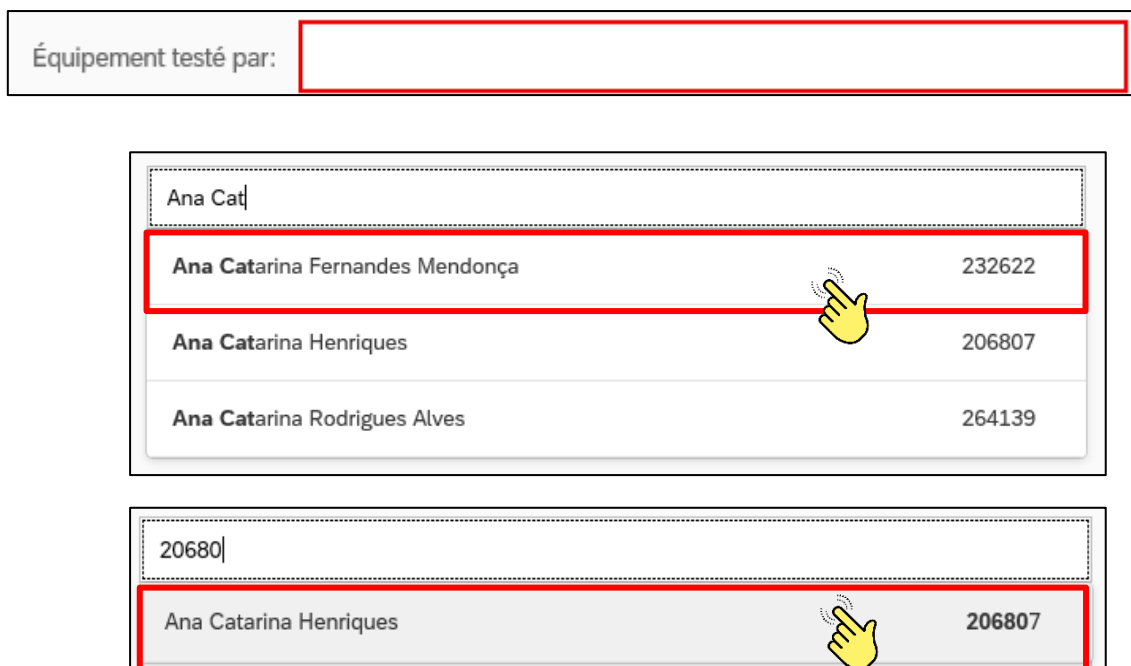 Équipement testé par:
Ana Cat
Ana Catarina Fernandes Mendonça 232622
Ana Catarina Henriques 206807
Ana Catarina Rodrigues Alves 264139
20680
Ana Catarina Henriques 206807